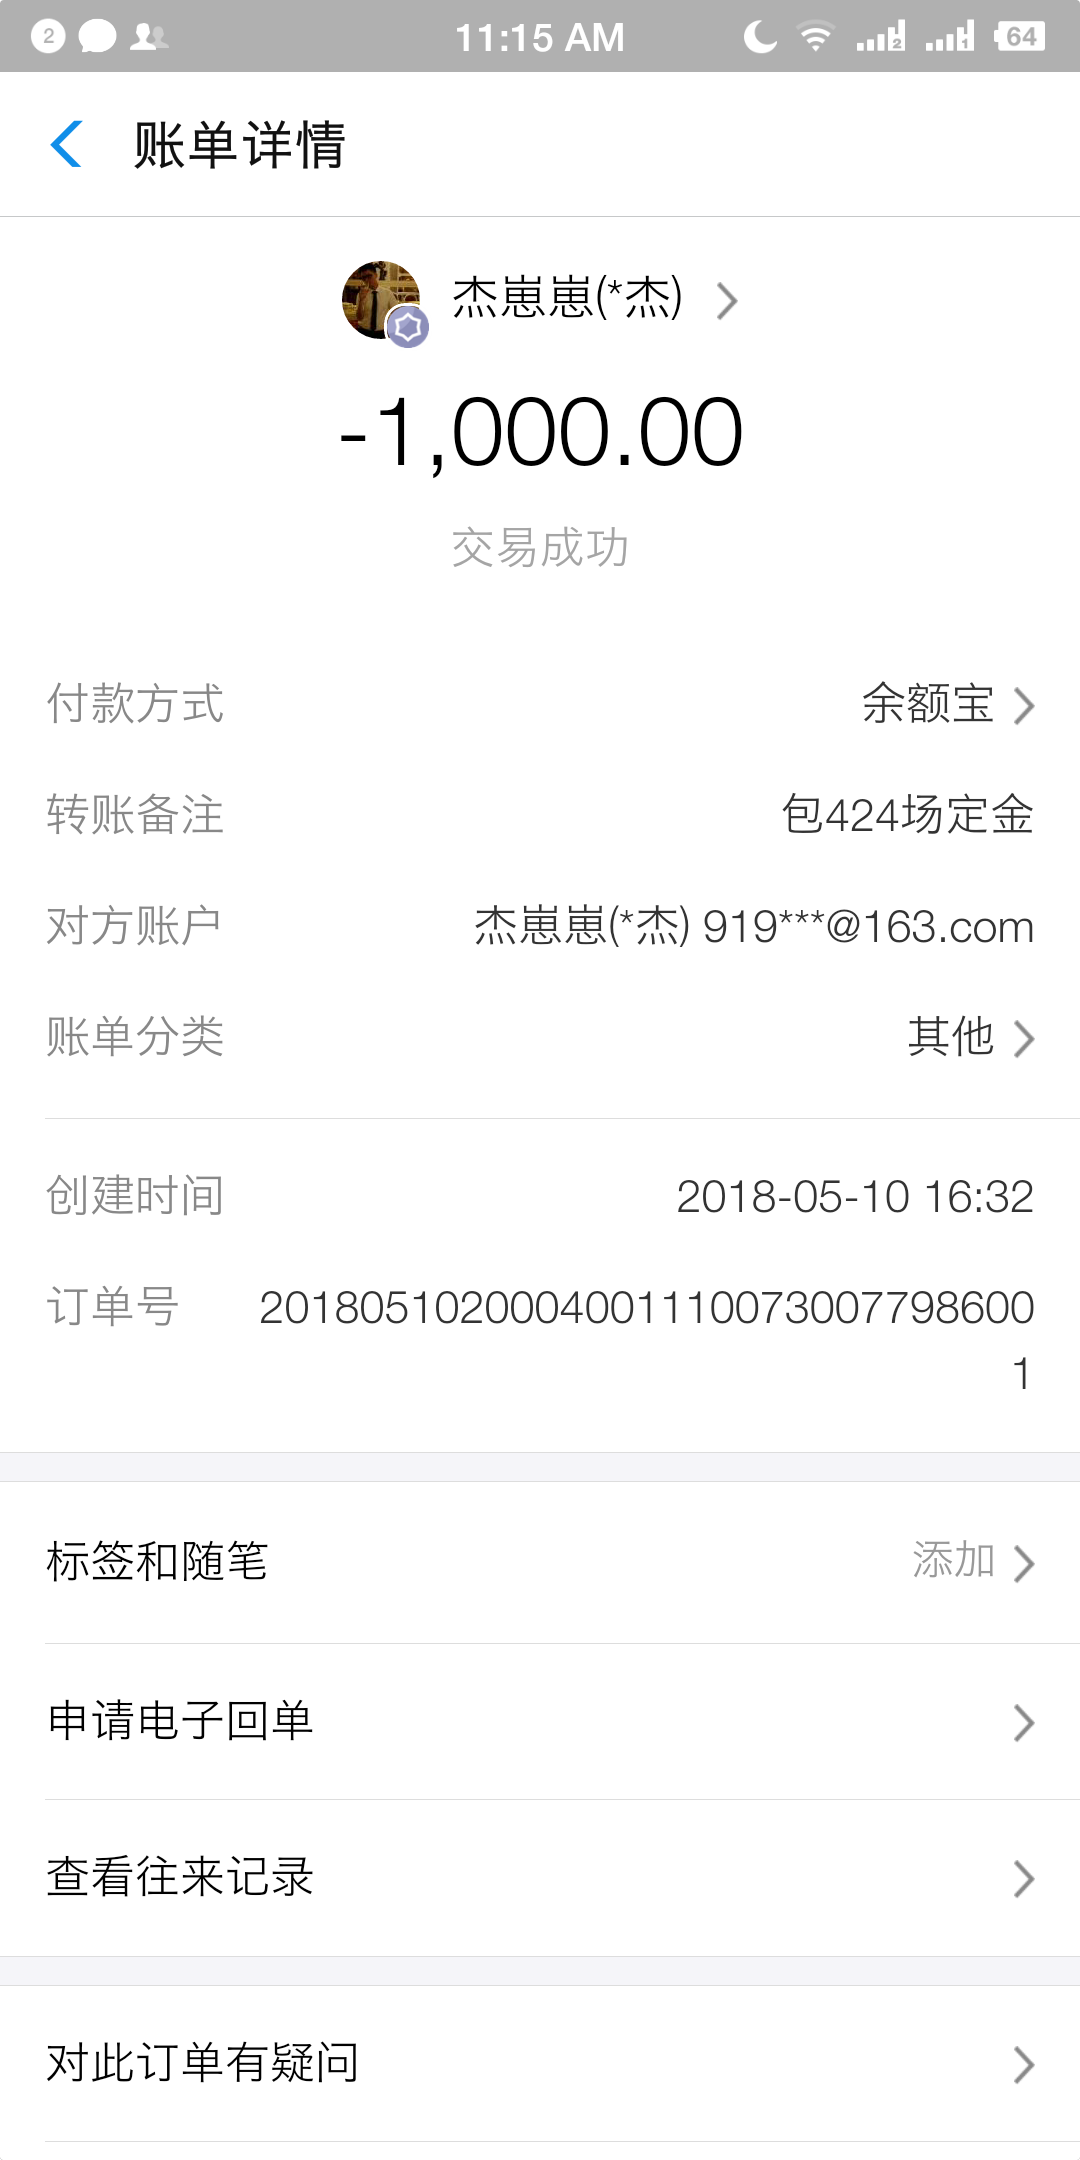 2
11:15 AM
2
1
64
账单详情
杰崽崽(*杰)
-1,000.00
交易成功
付款方式
余额宝
转账备注
包424场定金
对方账户
杰崽崽(*杰) 919***@163.com
账单分类
其他
创建时间
2018-05-10 16:32
订单号
2018051020004001110073007798600
1
标签和随笔
添加
申请电子回单
查看往来记录
对此订单有疑问